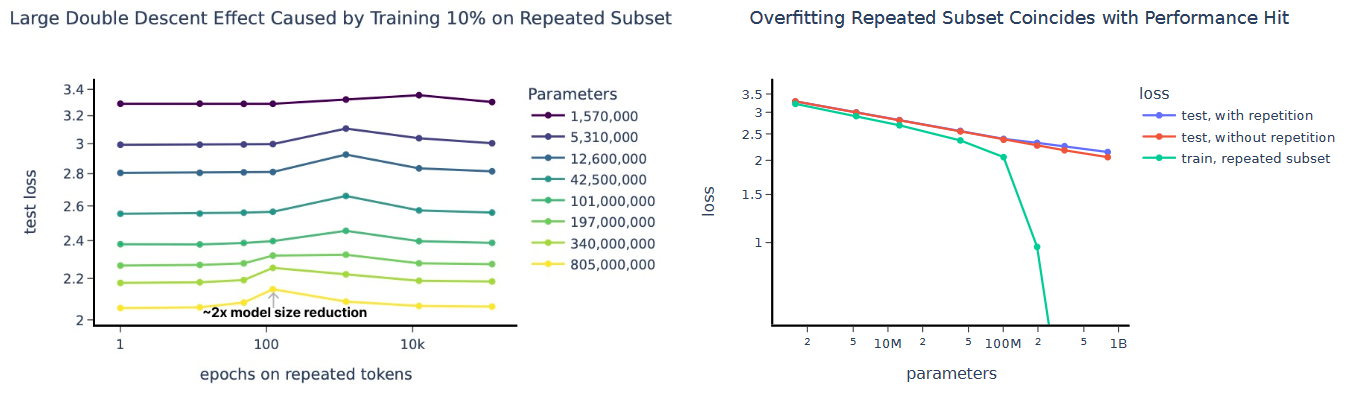 Large Double Descent Effect Caused by Training 10% on Repeated Subset
3.4
3.2
3
2.8
2.6
2.4
2.2
2
test loss
1
100
10k
epochs on repeated tokens
~2x model size reduction
Parameters
1,570,000
5,310,000
12,600,000
42,500,000
101,000,000
197,000,000
340,000,000
805,000,000
Overfitting Repeated Subset Coincides with Performance Hit
3.5
3
2.5
2
1.5
1
loss
2
5
10M
2
5
100M
2
5
1B
parameters
loss
test, with repetition
test, without repetition
train, repeated subset